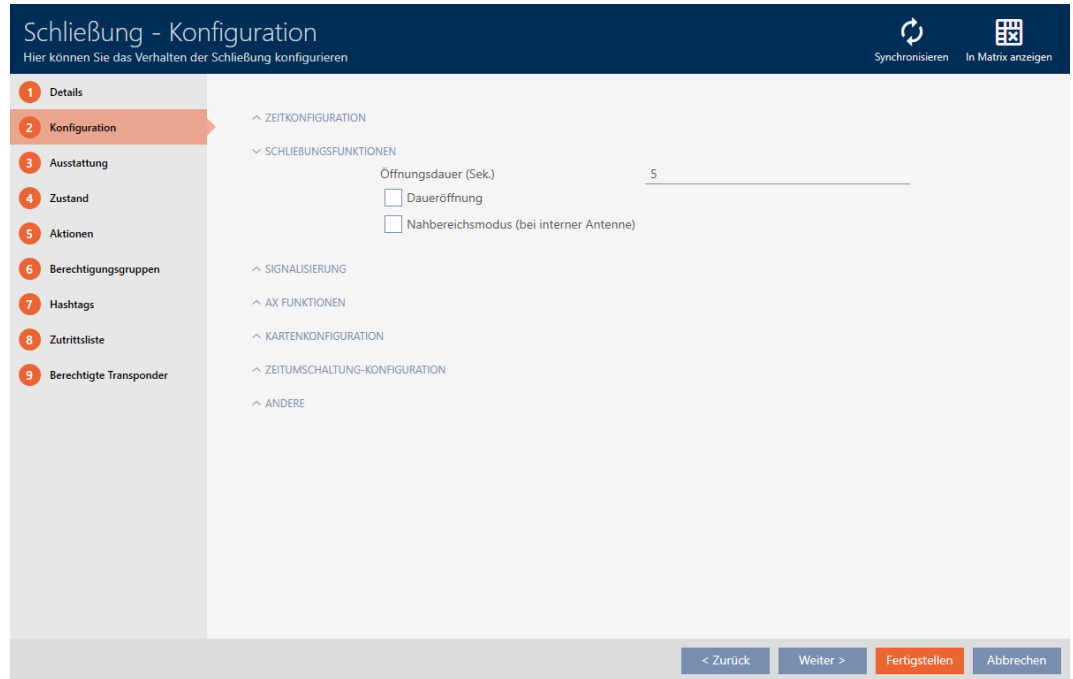 Schließung - Konfiguration
Hier können Sie das Verhalten der Schließung konfigurieren
Synchronisieren
In Matrix anzeigen
1 Details
2 Konfiguration
3 Ausstattung
4 Zustand
5 Aktionen
6 Berechtigungsgruppen
7 Hashtags
8 Zutrittsliste
9 Berechtigte Transponder
ZEITKONFIGURATION
SCHLIEßUNGSFUNKTIONEN
Öffnungsdauer (Sek.) 5
Daueröffnung
Nahbereichsmodus (bei interner Antenne)
SIGNALISIERUNG
AX FUNKTIONEN
KARTENKONFIGURATION
ZEITUMSCHALTUNG-KONFIGURATION
ANDERE
< Zurück
Weiter >
Fertigstellen
Abbrechen